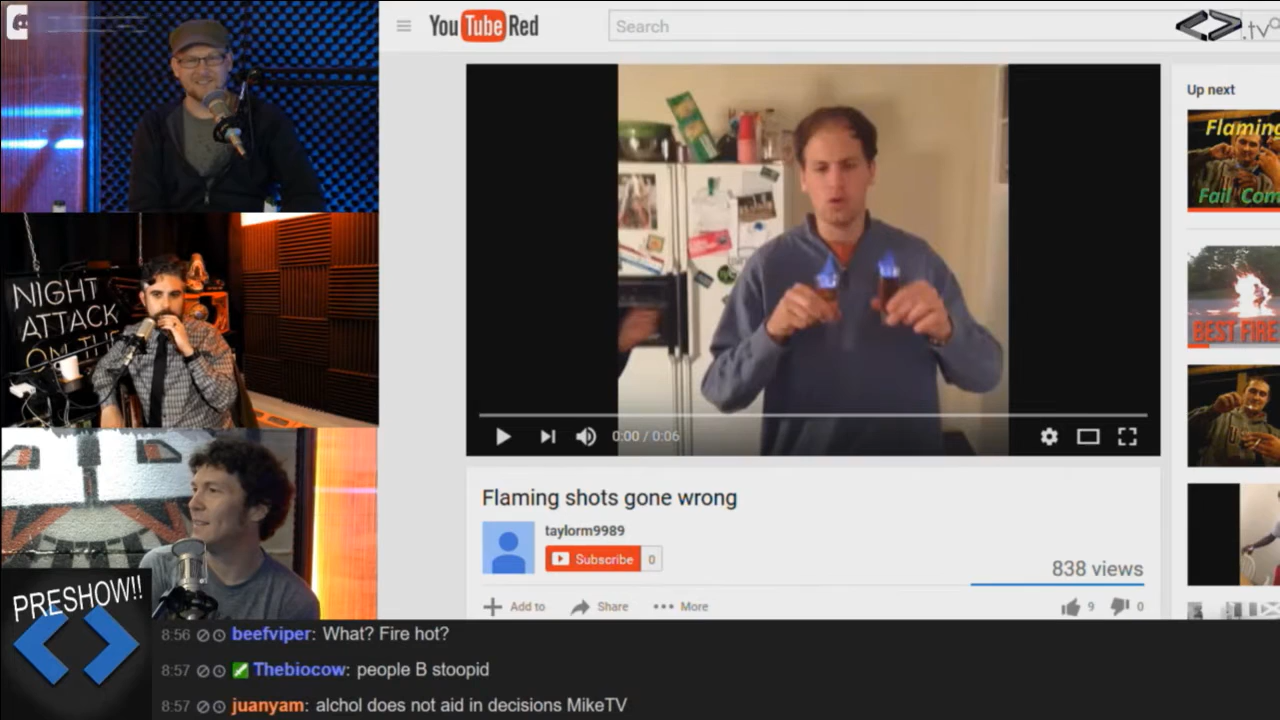 YouTube Red
Search
.tv
Up next
Flaming
Fail Com
BEST FIRE
NIGHT
ATTACK
ON THE
0:00 / 0:06
Flaming shots gone wrong
taylorm9989
Subscribe 0
838 views
Add to Share More
9 0
PRESHOW!!
8:56 beefviper: What? Fire hot?
8:57 Thebiocow: people B stoopid
8:57 juanyam: alchol does not aid in decisions MikeTV